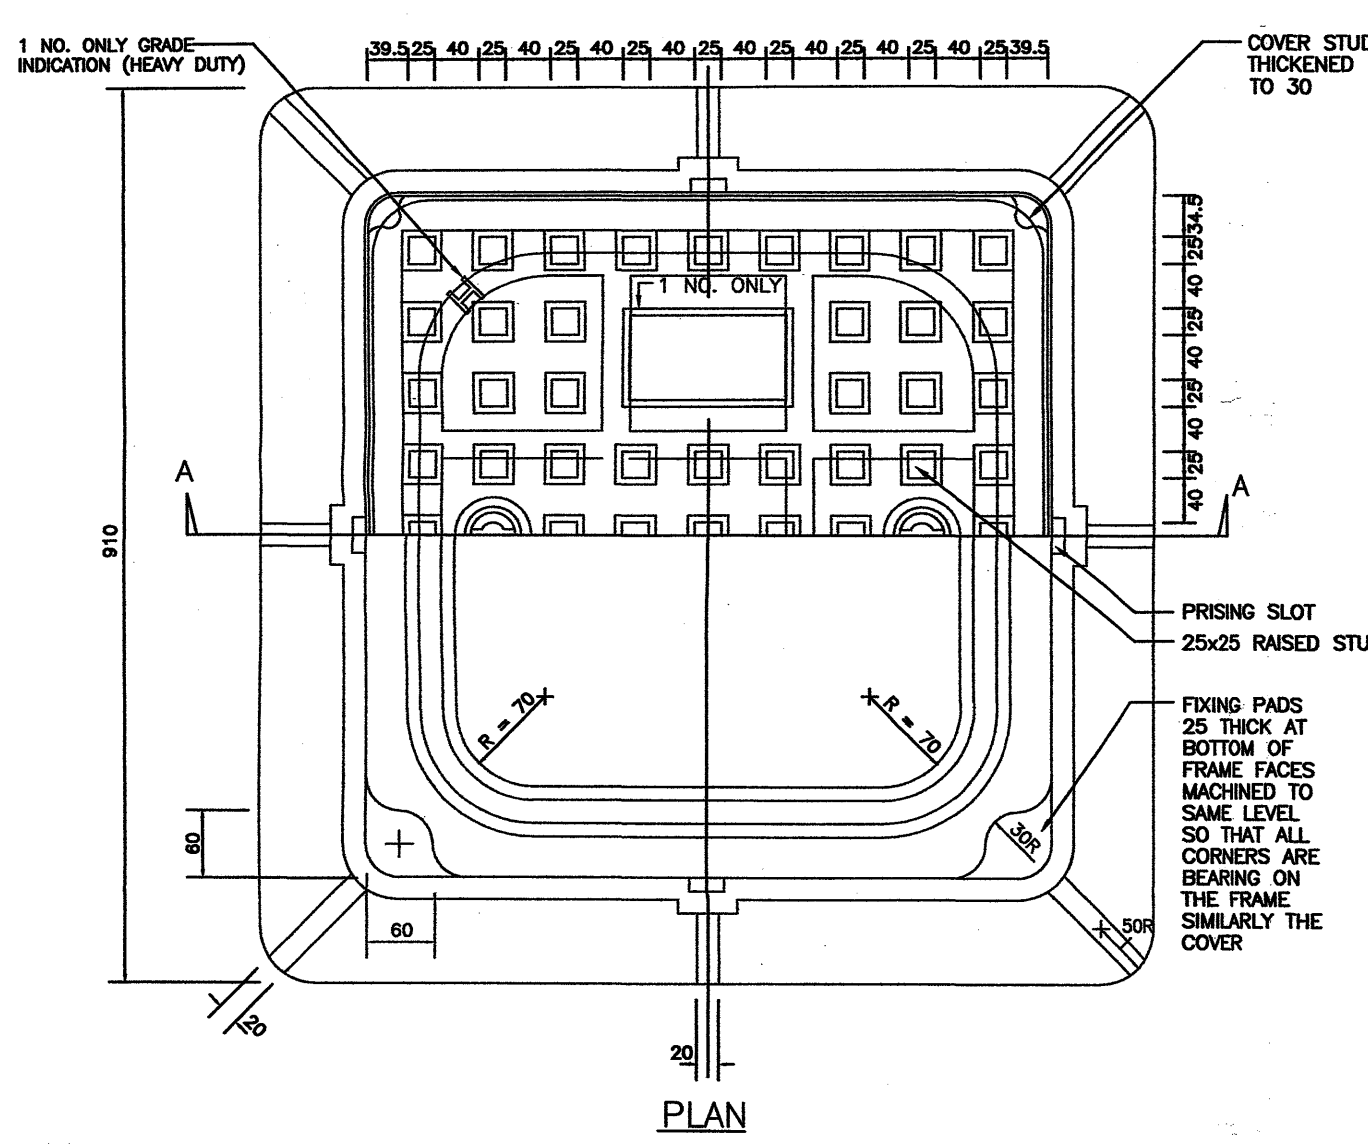 1 NO. ONLY GRADE
INDICATION (HEAVY DUTY)
39.5 25 40 25 40 25 40 25 40 25 40 25 40 25 40 25 40 25 39.5
COVER STUD
THICKENED
TO 30
34.5
25
40
25
40
25
40
25
40
1 NO. ONLY
A
A
910
PRISING SLOT
25x25 RAISED STU
R = 70
R = 70
FIXING PADS
25 THICK AT
BOTTOM OF
FRAME FACES
MACHINED TO
SAME LEVEL
SO THAT ALL
CORNERS ARE
BEARING ON
THE FRAME
SIMILARLY THE
COVER
60
30R
60
50R
20
20
PLAN